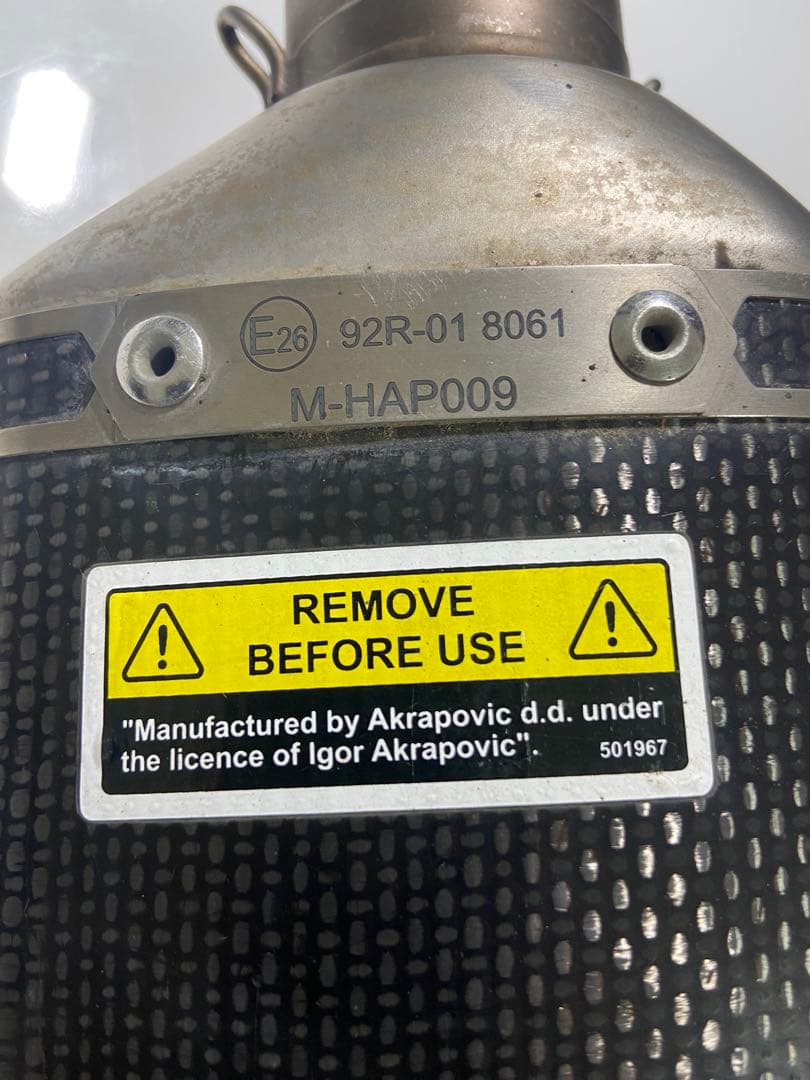 E26 92R-01 8061
M-HAP009
REMOVE
BEFORE USE
"Manufactured by Akrapovic d.d. under
the licence of Igor Akrapovic".
501967